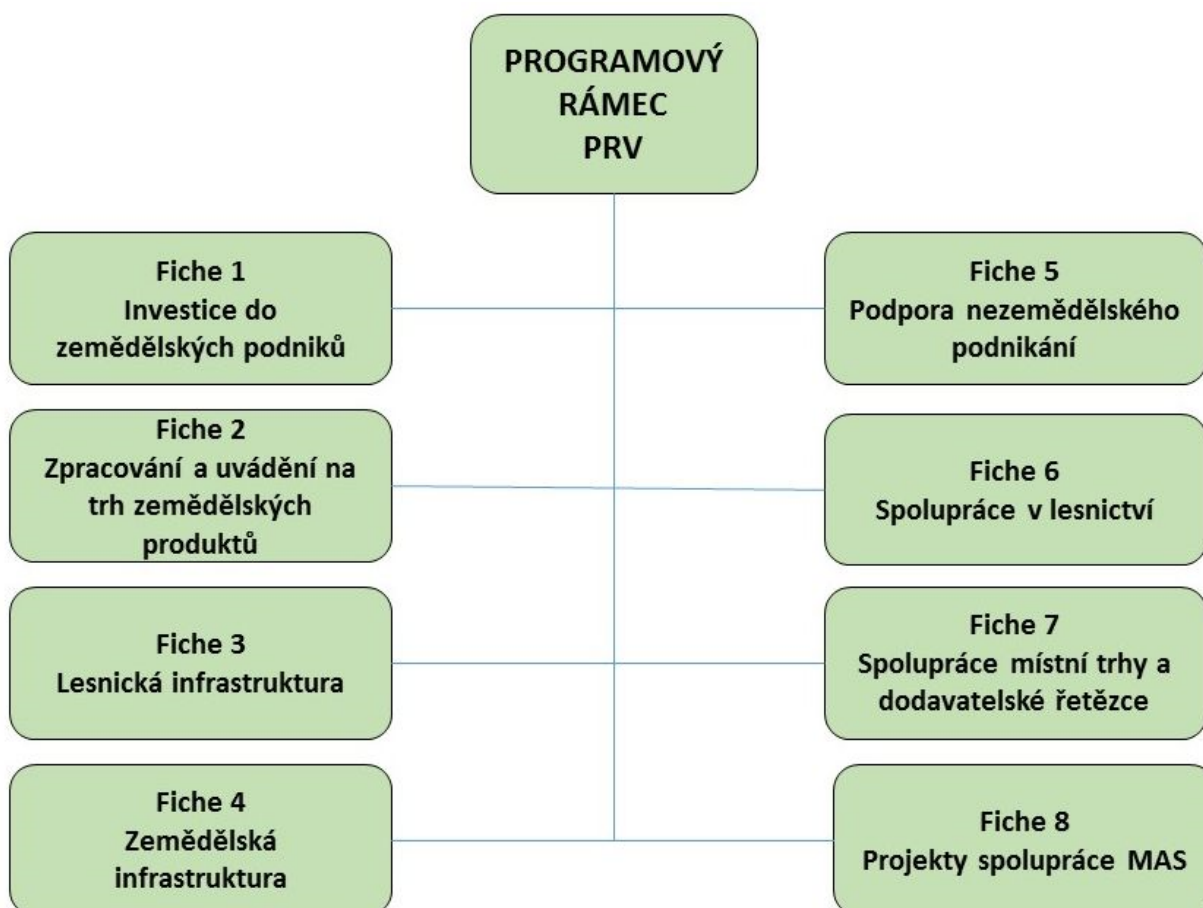 PROGRAMOVÝ
RÁMEC
PRV
Fiche 1
Investice do
zemědělských podniků
Fiche 2
Zpracování a uvádění na
trh zemědělských
produktů
Fiche 3
Lesnická infrastruktura
Fiche 4
Zemědělská
infrastruktura
Fiche 5
Podpora nezemědělského
podnikání
Fiche 6
Spolupráce v lesnictví
Fiche 7
Spolupráce místní trhy a
dodavatelské řetězce
Fiche 8
Projekty spolupráce MAS